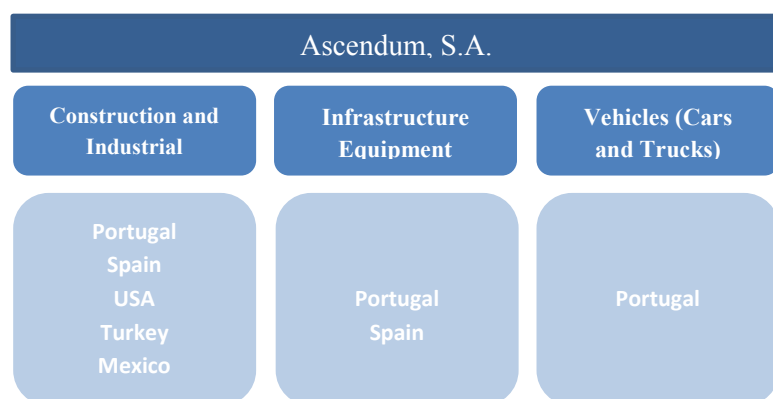 Ascendum, S.A.
Construction and
Industrial
Infrastructure
Equipment
Vehicles (Cars
and Trucks)
Portugal
Spain
USA
Turkey
Mexico
Portugal
Spain
Portugal